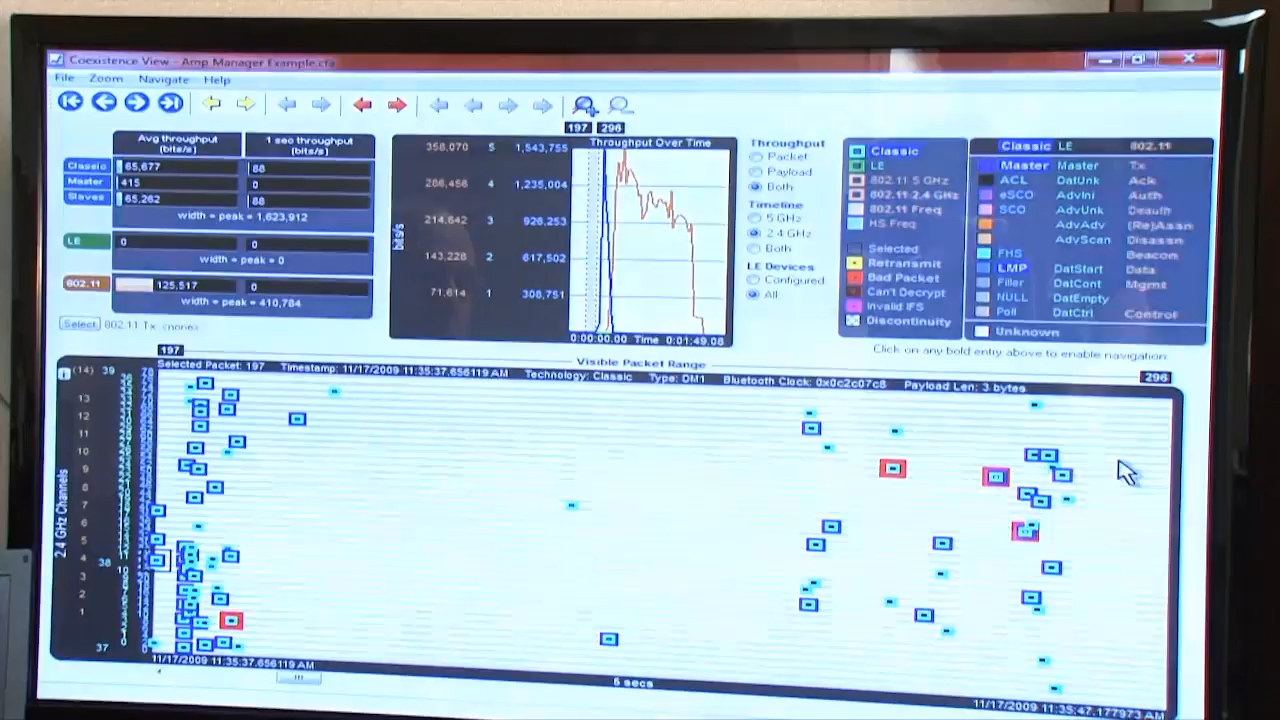 Coexistence View - Amp Manager Example.cfa
File Zoom Navigate Help
197 296
Avg throughput (bits/s) 1 sec throughput (bits/s)
Classic 65,677 88
Master 415 0
Slaves 65,262 88
width = peak = 1,623,912
LE 0 0
width = peak = 0
802.11 125,517 0
width = peak = 410,784
Select 802.11 Tx (none)
Throughput Over Time
bits/s
358,070 5 1,543,755
286,456 4 1,235,004
214,842 3 926,253
143,228 2 617,502
71,614 1 308,751
0:00:00.00 Time 0:01:49.08
Throughput
Packet
Payload
Both
Timeline
5 GHz
2.4 GHz
Both
LE Devices
Configured
All
Classic
LE
802.11 5 GHz
802.11 2.4 GHz
802.11 Freq
HS Freq
Selected
Retransmit
Bad Packet
Can't Decrypt
Invalid IFS
Discontinuity
Classic LE 802.11
Master Master Tx
ACL DatUnk Ack
eSCO AdvIni Auth
SCO AdvUnk Deauth
AdvAdv (Re)Assn
AdvScan Disassn
FHS Beacon
LMP DatStart Data
Filler DatCont Mgmt
NULL DatEmpty
Poll DatCtrl Control
Unknown
Click on any bold entry above to enable navigation
197 Visible Packet Range 296
Selected Packet: 197 Timestamp: 11/17/2009 11:35:37.656119 AM Technology: Classic Type: DM1 Bluetooth Clock: 0x0c2c07c8 Payload Len: 3 bytes
2.4 GHz Channels
(14) 39
13
12
11
10
9
8
7
6
5
4 38
3
2
1
37
11/17/2009 11:35:37.656119 AM
5 secs
11/17/2009 11:35:47.177973 AM